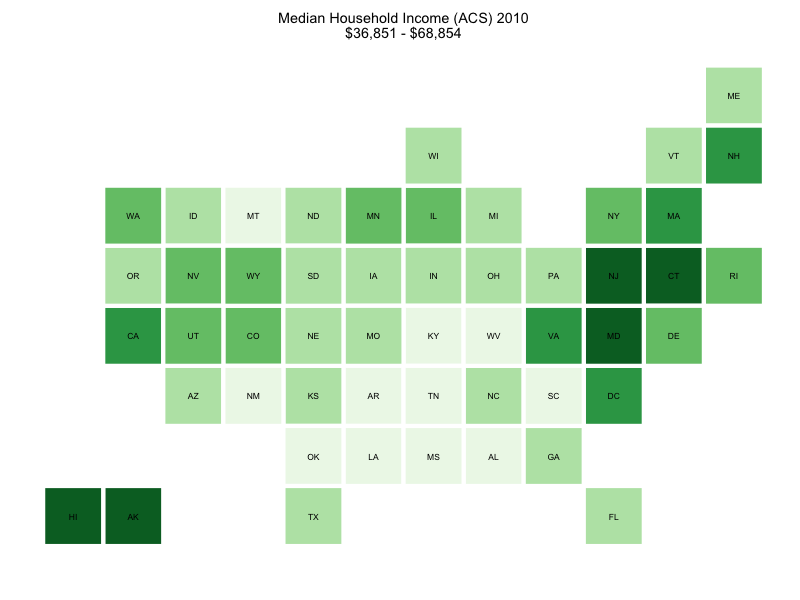 Median Household Income (ACS) 2010
$36,851 - $68,854
ME
WI VT NH
WA ID MT ND MN IL MI NY MA
OR NV WY SD IA IN OH PA NJ CT RI
CA UT CO NE MO KY WV VA MD DE
AZ NM KS AR TN NC SC DC
OK LA MS AL GA
HI AK TX FL